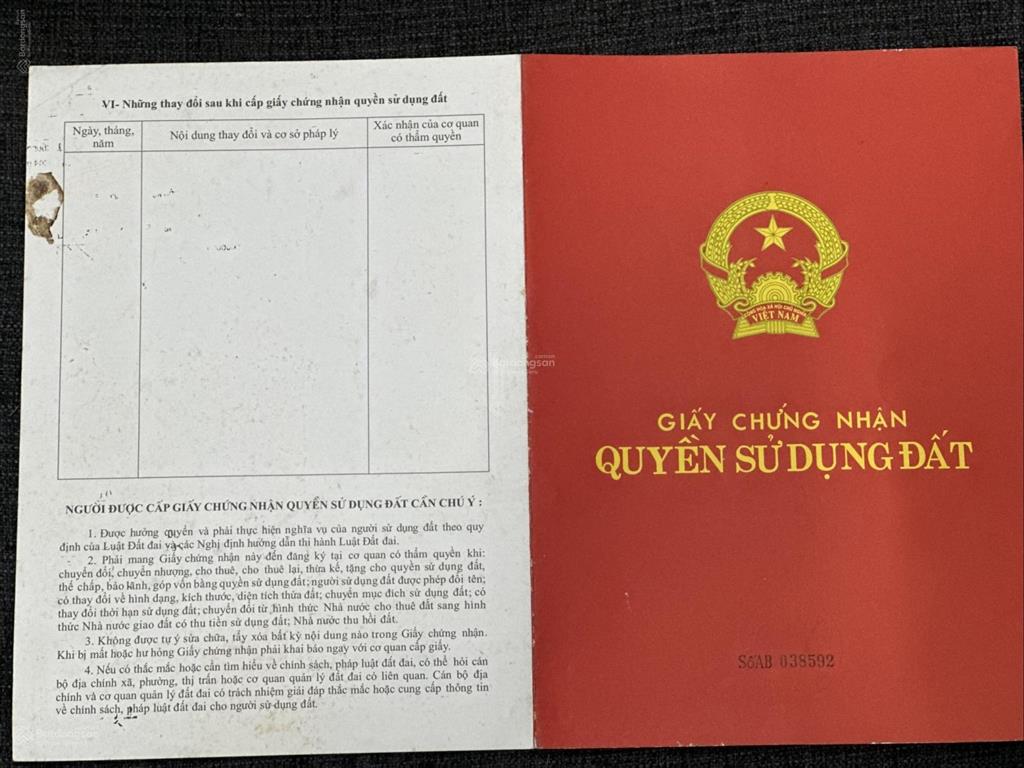 VI- Những thay đổi sau khi cấp giấy chứng nhận quyền sử dụng đất
Ngày, tháng, năm
Nội dung thay đổi và cơ sở pháp lý
Xác nhận của cơ quan có thẩm quyền
NGƯỜI ĐƯỢC CẤP GIẤY CHỨNG NHẬN QUYỀN SỬ DỤNG ĐẤT CẦN CHÚ Ý :
1. Được hưởng quyền và phải thực hiện nghĩa vụ của người sử dụng đất theo quy
định của Luật Đất đai và các Nghị định hướng dẫn thi hành Luật Đất đai.
2. Phải mang Giấy chứng nhận này đến đăng ký tại cơ quan có thẩm quyền khi:
chuyển đổi, chuyển nhượng, cho thuê, cho thuê lại, thừa kế, tặng cho quyền sử dụng đất,
thế chấp, bảo lãnh, góp vốn bằng quyền sử dụng đất; người sử dụng đất được phép đổi tên;
có thay đổi về hình dạng, kích thước, diện tích thửa đất; chuyển mục đích sử dụng đất; có
thay đổi thời hạn sử dụng đất; chuyển đổi từ hình thức Nhà nước cho thuê đất sang hình
thức Nhà nước giao đất có thu tiền sử dụng đất; Nhà nước thu hồi đất.
3. Không được tự ý sửa chữa, tẩy xóa bất kỳ nội dung nào trong Giấy chứng nhận.
Khi bị mất hoặc hư hỏng Giấy chứng nhận phải khai báo ngay với cơ quan cấp giấy.
4. Nếu có thắc mắc hoặc cần tìm hiểu về chính sách, pháp luật đất đai, có thể hỏi cán
bộ địa chính xã, phường, thị trấn hoặc cơ quan quản lý đất đai có liên quan. Cán bộ địa
chính và cơ quan quản lý đất đai có trách nhiệm giải đáp thắc mắc hoặc cung cấp thông tin
về chính sách, pháp luật đất đai cho người sử dụng đất.
CỘNG HÒA XÃ HỘI CHỦ NGHĨA
VIỆT NAM
GIẤY CHỨNG NHẬN
QUYỀN SỬ DỤNG ĐẤT
Số AB 038592
Batdongsan
Batdongsan